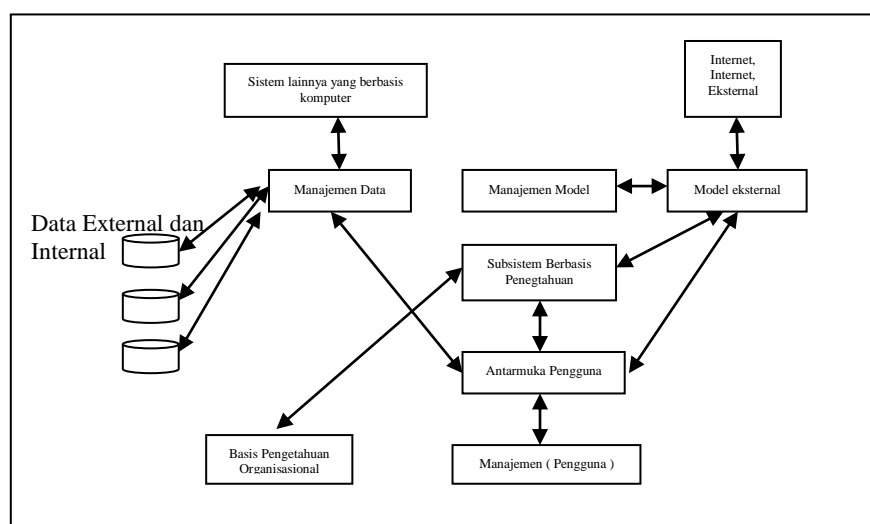 Sistem lainnya yang berbasis
komputer
Internet,
Internet,
Eksternal
Manajemen Data
Manajemen Model
Model eksternal
Data External dan
Internal
Subsistem Berbasis
Penegtahuan
Antarmuka Pengguna
Basis Pengetahuan
Organisasional
Manajemen ( Pengguna )